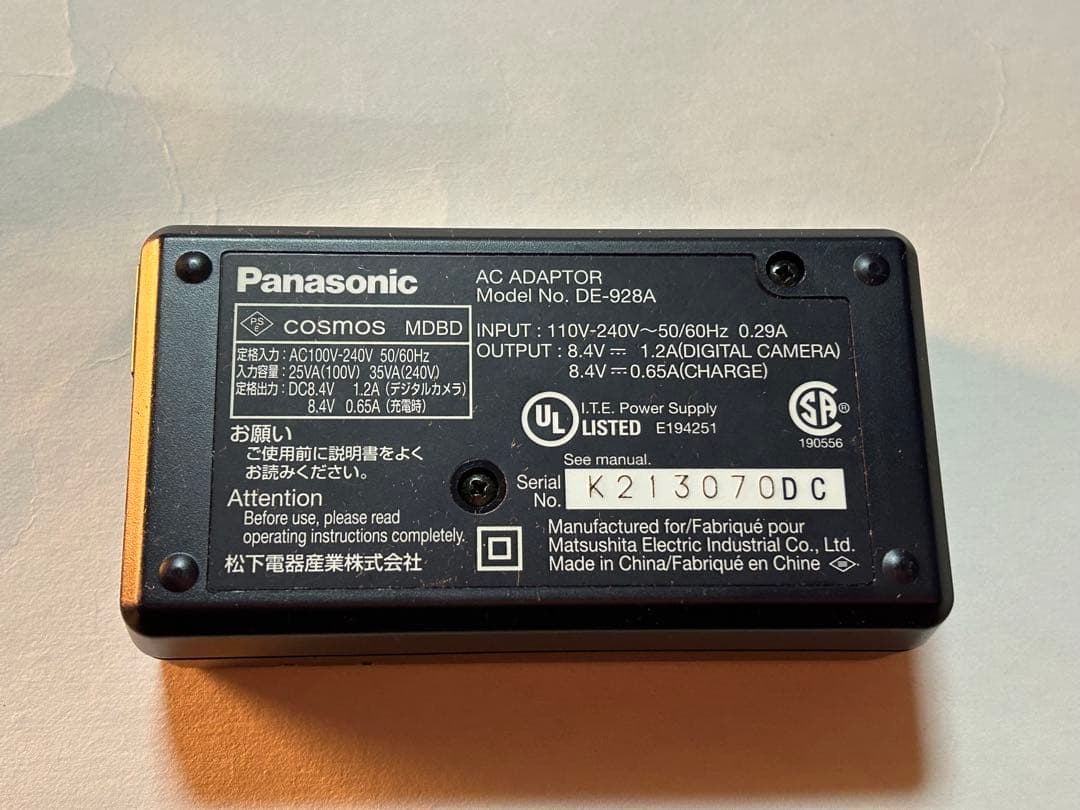 Panasonic
AC ADAPTOR
Model No. DE-928A
PS
E
COSMOS MDBD
定格入力：AC100V-240V 50/60Hz
入力容量：25VA(100V) 35VA(240V)
定格出力：DC8.4V 1.2A (デジタルカメラ)
8.4V 0.65A (充電時)
INPUT : 110V-240V～50/60Hz 0.29A
OUTPUT : 8.4V ⎓ 1.2A(DIGITAL CAMERA)
8.4V ⎓ 0.65A(CHARGE)
UL
I.T.E. Power Supply
LISTED E194251
SA ®
190556
お願い
ご使用前に説明書をよく
お読みください。
See manual.
Serial
No.
K213070DC
Attention
Before use, please read
operating instructions completely.
松下電器産業株式会社
Manufactured for/Fabriqué pour
Matsushita Electric Industrial Co., Ltd.
Made in China/Fabriqué en Chine